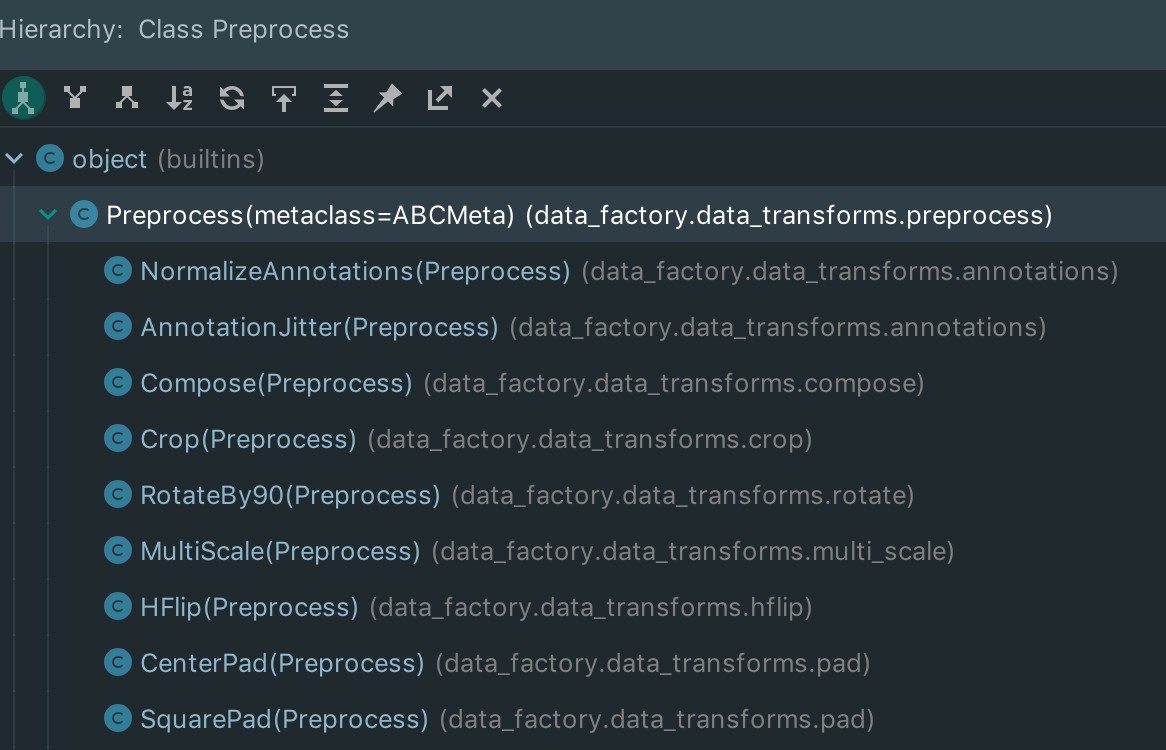 Hierarchy: Class Preprocess
object (builtins)
Preprocess(metaclass=ABCMeta) (data_factory.data_transforms.preprocess)
NormalizeAnnotations(Preprocess) (data_factory.data_transforms.annotations)
AnnotationJitter(Preprocess) (data_factory.data_transforms.annotations)
Compose(Preprocess) (data_factory.data_transforms.compose)
Crop(Preprocess) (data_factory.data_transforms.crop)
RotateBy90(Preprocess) (data_factory.data_transforms.rotate)
MultiScale(Preprocess) (data_factory.data_transforms.multi_scale)
HFlip(Preprocess) (data_factory.data_transforms.hflip)
CenterPad(Preprocess) (data_factory.data_transforms.pad)
SquarePad(Preprocess) (data_factory.data_transforms.pad)